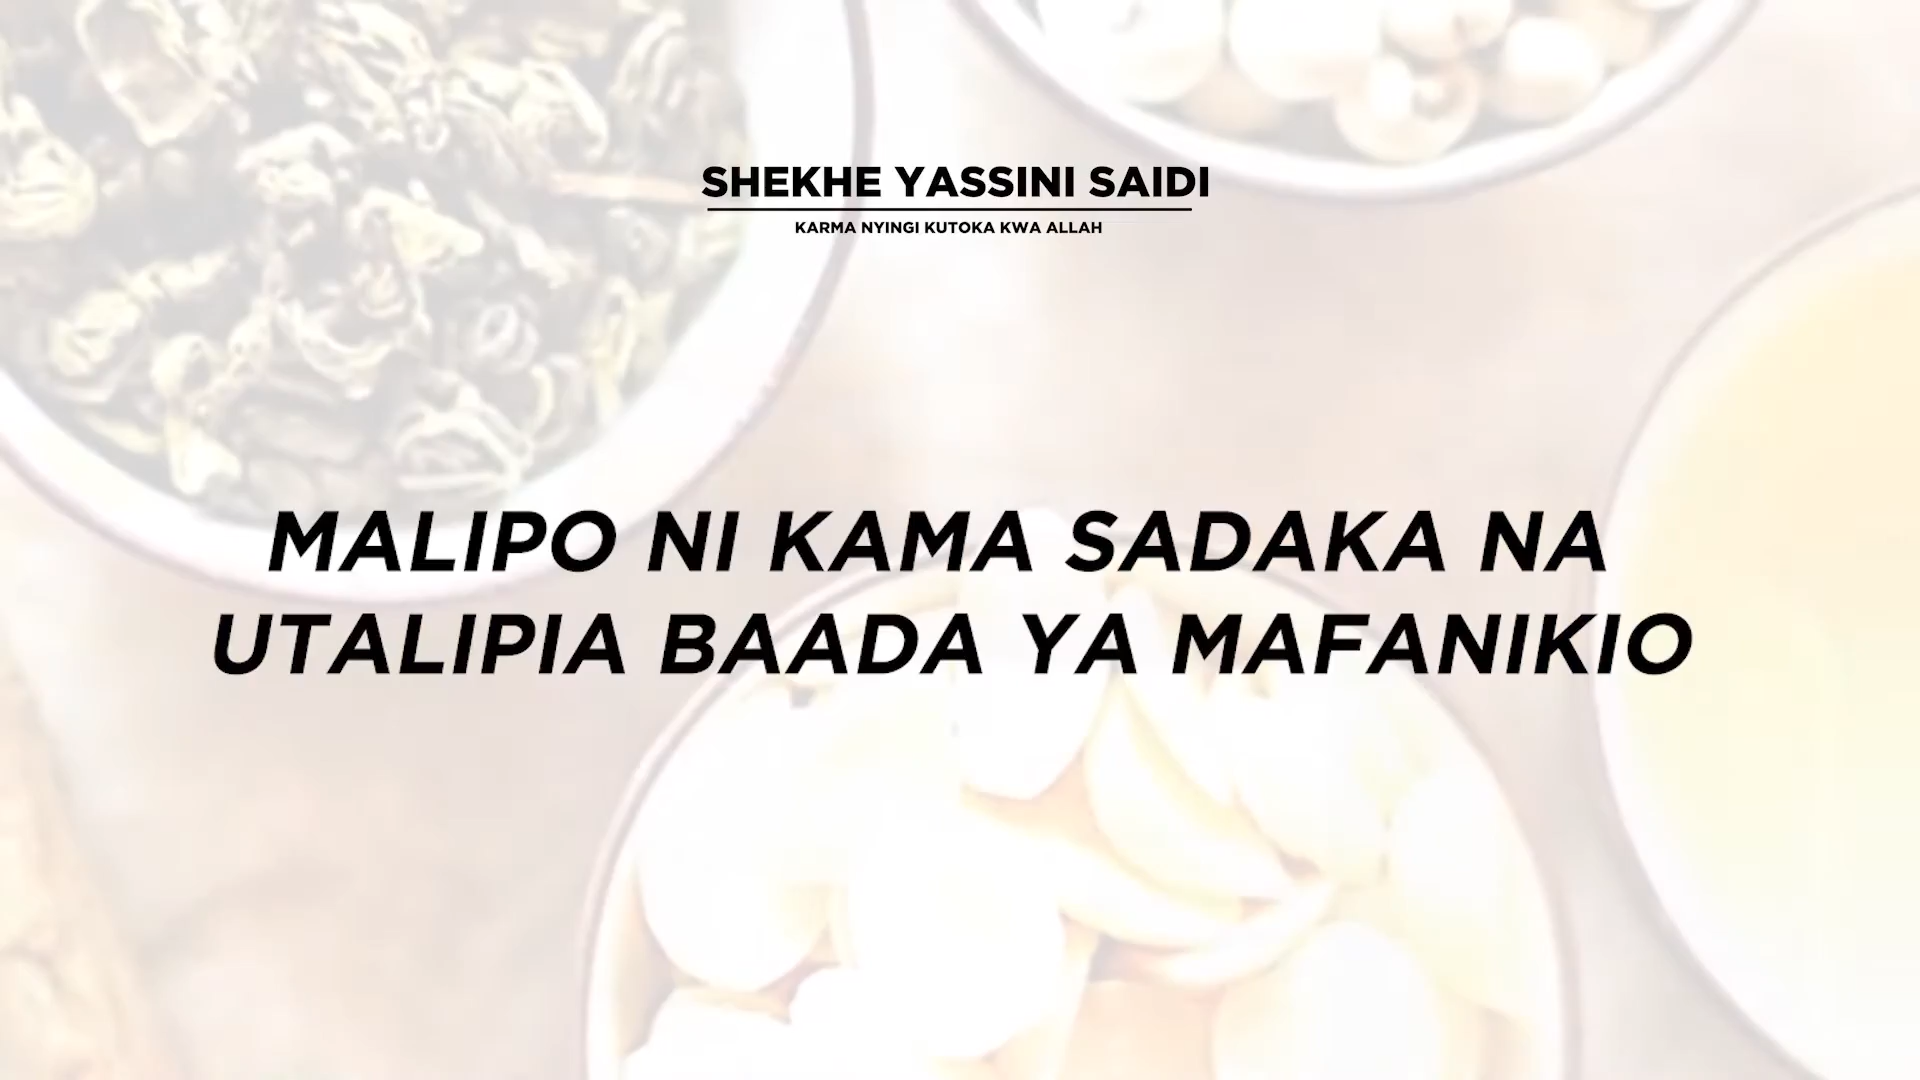 SHEKHE YASSINI SAIDI
KARMA NYINGI KUTOKA KWA ALLAH
MALIPO NI KAMA SADAKA NA
UTALIPIA BAADA YA MAFANIKIO